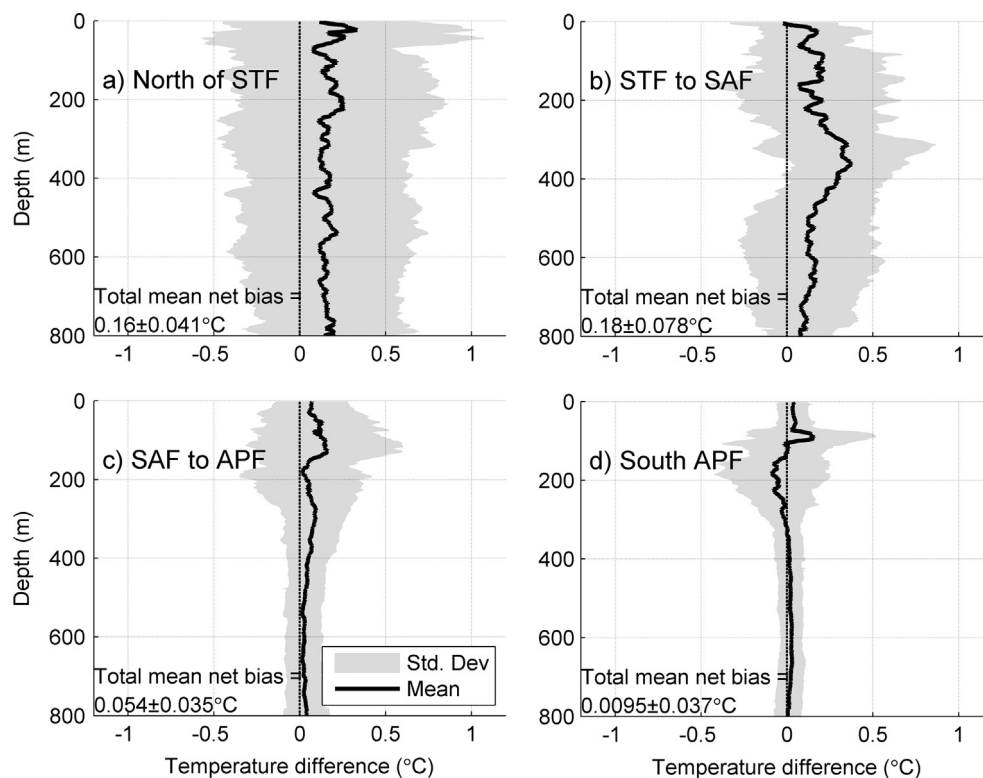 0
200
400
600
800
Depth (m)
a) North of STF
Total mean net bias =
0.16±0.041°C
-1
-0.5
0
0.5
1
0
200
400
600
800
b) STF to SAF
Total mean net bias =
0.18±0.078°C
-1
-0.5
0
0.5
1
0
200
400
600
800
Depth (m)
c) SAF to APF
Total mean net bias =
0.054±0.035°C
Std. Dev
Mean
-1
-0.5
0
0.5
1
Temperature difference (°C)
0
200
400
600
800
d) South APF
Total mean net bias =
0.0095±0.037°C
-1
-0.5
0
0.5
1
Temperature difference (°C)